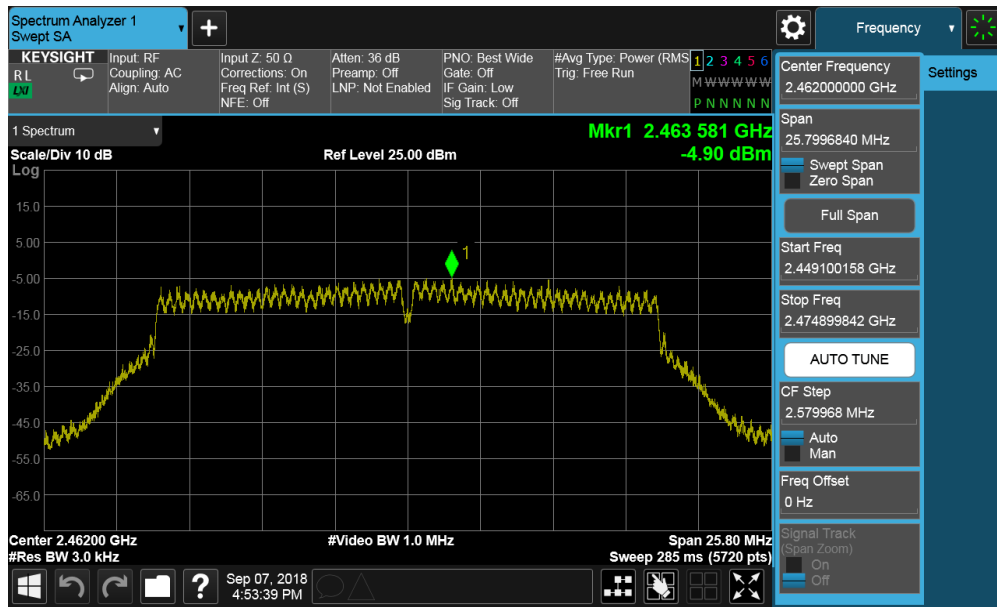 Spectrum Analyzer 1
Swept SA
Frequency
KEYSIGHT
R L
LXI
Input: RF
Coupling: AC
Align: Auto
Input Z: 50 Ω
Corrections: On
Freq Ref: Int (S)
NFE: Off
Atten: 36 dB
Preamp: Off
LNP: Not Enabled
PNO: Best Wide
Gate: Off
IF Gain: Low
Sig Track: Off
#Avg Type: Power (RMS
Trig: Free Run
1 2 3 4 5 6
M W W W W W
P N N N N N
1 Spectrum
Mkr1 2.463 581 GHz
-4.90 dBm
Scale/Div 10 dB
Ref Level 25.00 dBm
Log
15.0
5.00
-5.00
-15.0
-25.0
-35.0
-45.0
-55.0
-65.0
1
Center 2.46200 GHz
#Video BW 1.0 MHz
Span 25.80 MHz
#Res BW 3.0 kHz
Sweep 285 ms (5720 pts)
Sep 07, 2018
4:53:39 PM
?
Center Frequency
2.462000000 GHz
Settings
Span
25.7996840 MHz
Swept Span
Zero Span
Full Span
Start Freq
2.449100158 GHz
Stop Freq
2.474899842 GHz
AUTO TUNE
CF Step
2.579968 MHz
Auto
Man
Freq Offset
0 Hz
Signal Track
(Span Zoom)
On
Off